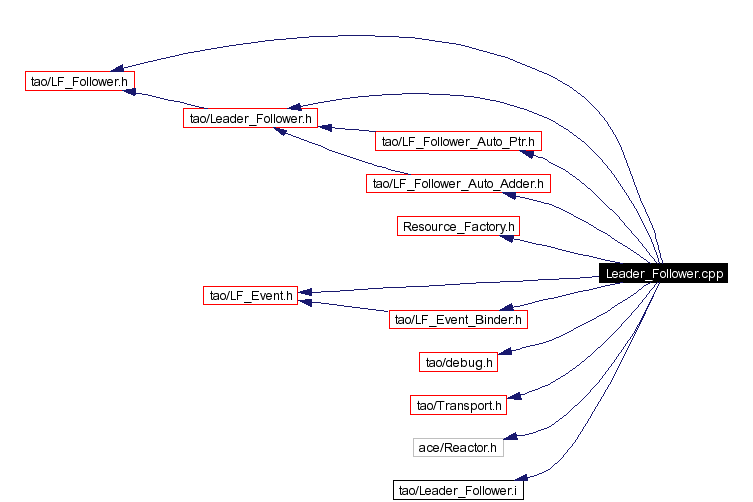 tao/LF_Follower.h
tao/Leader_Follower.h
tao/LF_Follower_Auto_Ptr.h
tao/LF_Follower_Auto_Adder.h
Resource_Factory.h
Leader_Follower.cpp
tao/LF_Event.h
tao/LF_Event_Binder.h
tao/debug.h
tao/Transport.h
ace/Reactor.h
tao/Leader_Follower.i